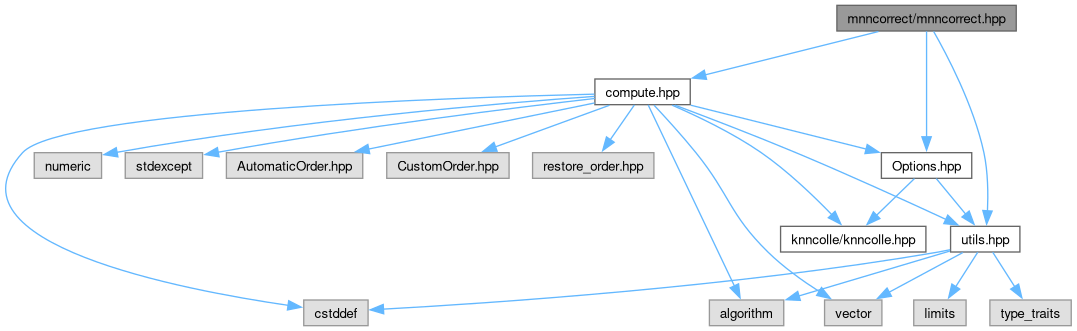 mnncorrect/mnncorrect.hpp
compute.hpp
numeric
stdexcept
AutomaticOrder.hpp
CustomOrder.hpp
restore_order.hpp
Options.hpp
knncolle/knncolle.hpp
utils.hpp
cstddef
algorithm
vector
limits
type_traits